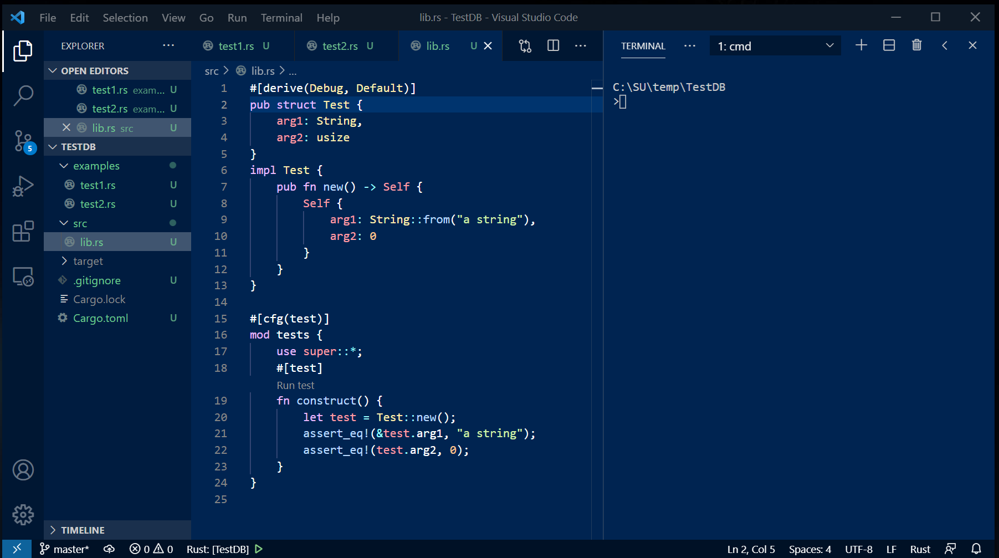 File Edit Selection View Go Run Terminal Help lib.rs - TestDB - Visual Studio Code
EXPLORER ...
OPEN EDITORS
test1.rs exam... U
test2.rs exam... U
lib.rs src U
TESTDB
examples
test1.rs U
test2.rs U
src
lib.rs U
target
.gitignore U
Cargo.lock
Cargo.toml U
TIMELINE
5
test1.rs U test2.rs U lib.rs U ...
src > lib.rs > ...
1 #[derive(Debug, Default)]
2 pub struct Test {
3 arg1: String,
4 arg2: usize
5 }
6 impl Test {
7 pub fn new() -> Self {
8 Self {
9 arg1: String::from("a string"),
10 arg2: 0
11 }
12 }
13 }
14
15 #[cfg(test)]
16 mod tests {
17 use super::*;
18 #[test]
Run test
19 fn construct() {
20 let test = Test::new();
21 assert_eq!(&test.arg1, "a string");
22 assert_eq!(test.arg2, 0);
23 }
24 }
25
TERMINAL ... 1: cmd
C:\SU\temp\TestDB
>
master* 0 0 Rust: [TestDB] Ln 2, Col 5 Spaces: 4 UTF-8 LF Rust